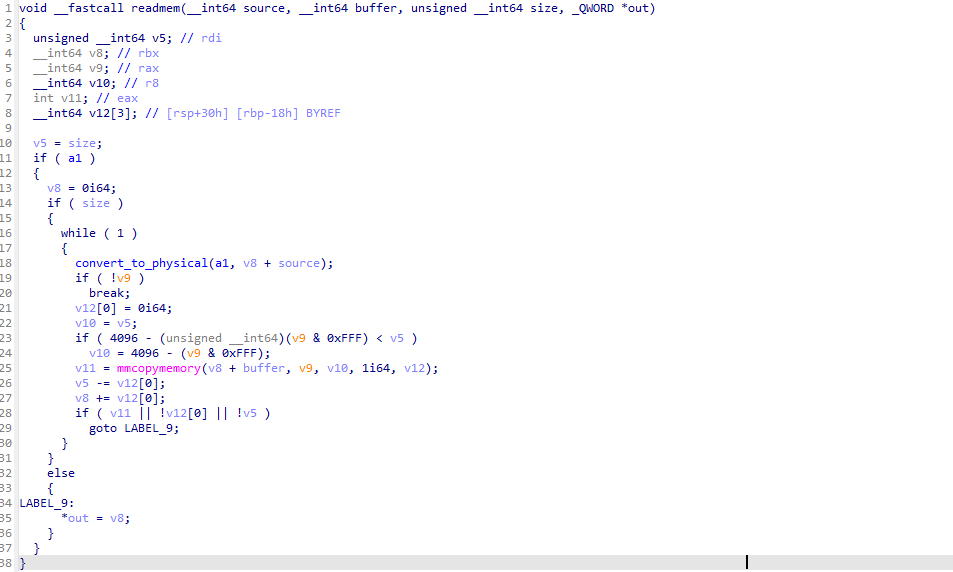 1 void __fastcall readmem(__int64 source, __int64 buffer, unsigned __int64 size, _QWORD *out)
2 {
3 unsigned __int64 v5; // rdi
4 __int64 v8; // rbx
5 __int64 v9; // rax
6 __int64 v10; // r8
7 int v11; // eax
8 __int64 v12[3]; // [rsp+30h] [rbp-18h] BYREF
9
10 v5 = size;
11 if ( a1 )
12 {
13 v8 = 0i64;
14 if ( size )
15 {
16 while ( 1 )
17 {
18 convert_to_physical(a1, v8 + source);
19 if ( !v9 )
20 break;
21 v12[0] = 0i64;
22 v10 = v5;
23 if ( 4096 - (unsigned __int64)(v9 & 0xFFF) < v5 )
24 v10 = 4096 - (v9 & 0xFFF);
25 v11 = mmcopymemory(v8 + buffer, v9, v10, 1i64, v12);
26 v5 -= v12[0];
27 v8 += v12[0];
28 if ( v11 || !v12[0] || !v5 )
29 goto LABEL_9;
30 }
31 }
32 else
33 {
34 LABEL_9:
35 *out = v8;
36 }
37 }
38 }